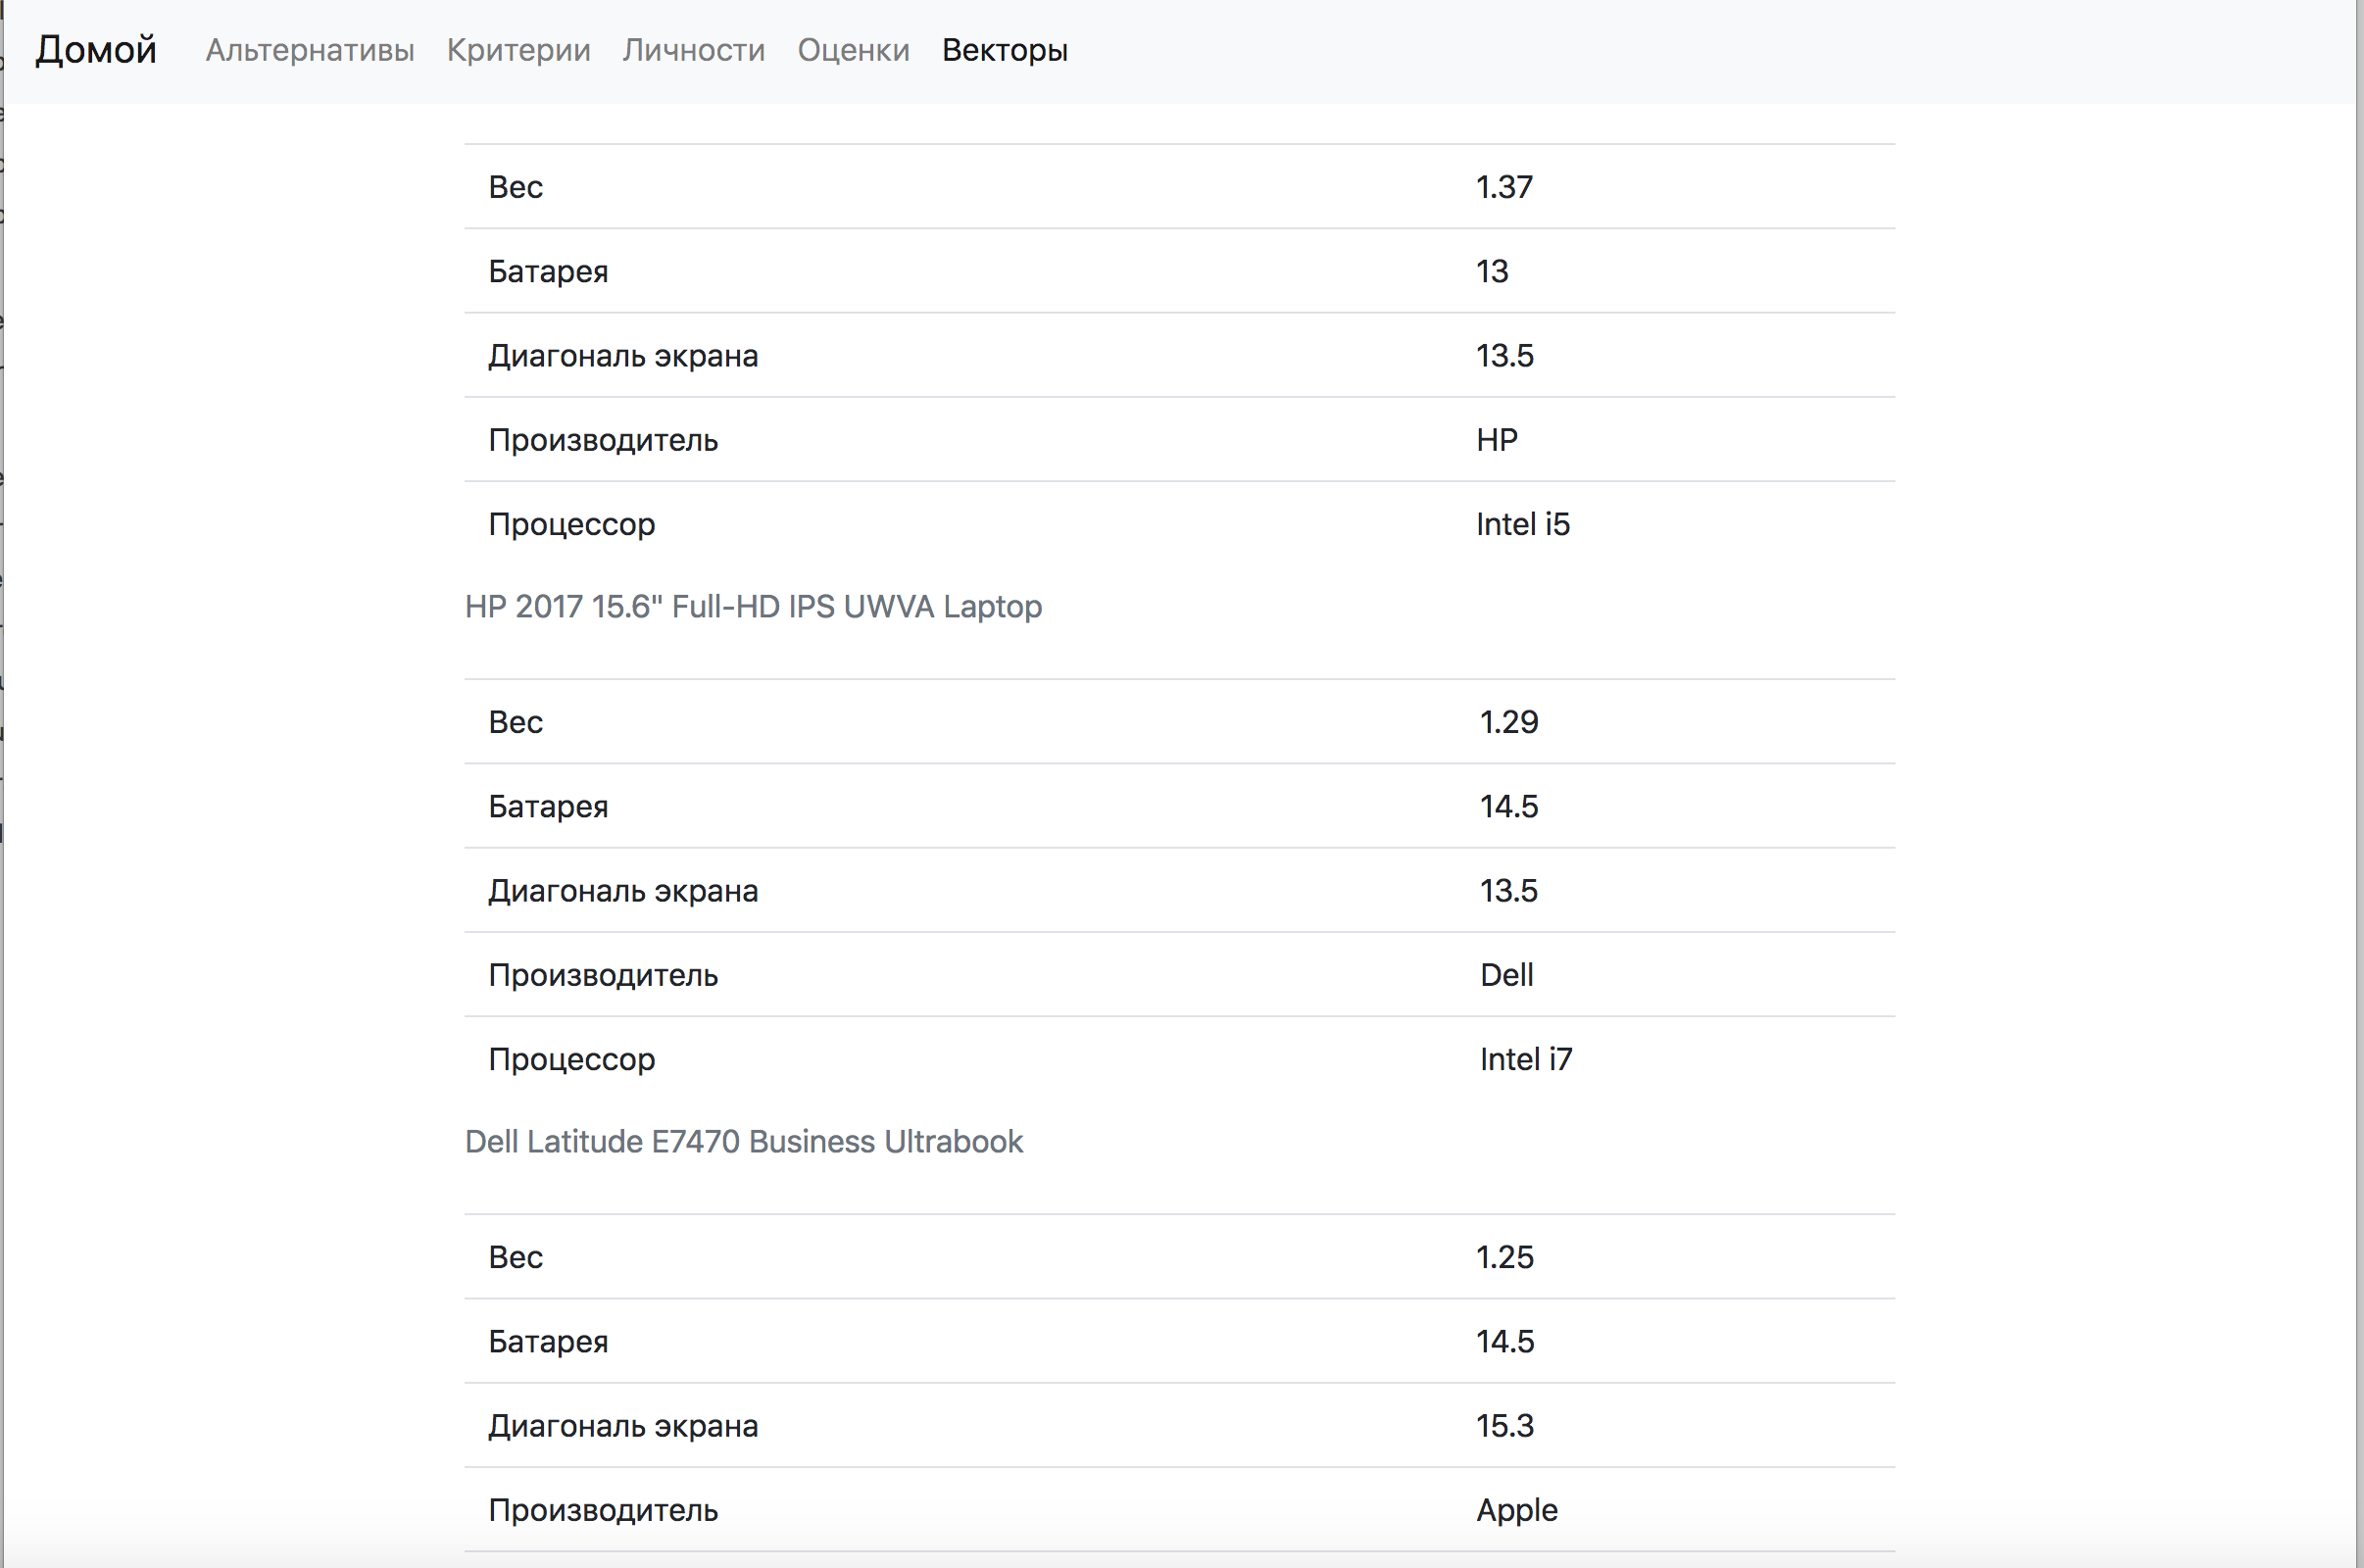 Домой Альтернативы Критерии Личности Оценки Векторы
Вес 1.37
Батарея 13
Диагональ экрана 13.5
Производитель HP
Процессор Intel i5
HP 2017 15.6" Full-HD IPS UWVA Laptop
Вес 1.29
Батарея 14.5
Диагональ экрана 13.5
Производитель Dell
Процессор Intel i7
Dell Latitude E7470 Business Ultrabook
Вес 1.25
Батарея 14.5
Диагональ экрана 15.3
Производитель Apple